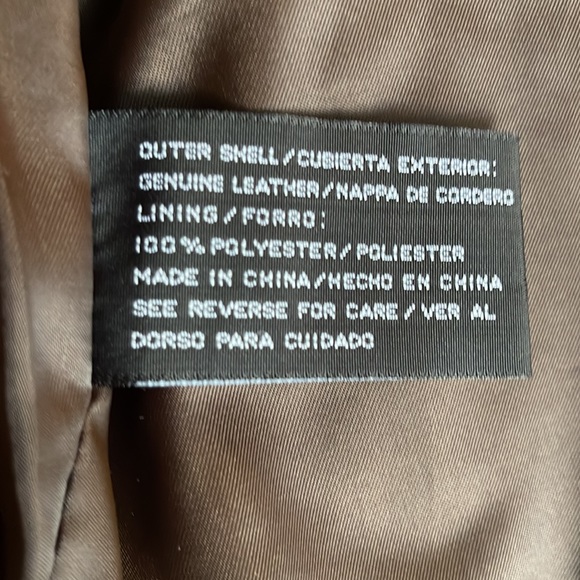 OUTER SHELL/CUBIERTA EXTERIOR:
GENUINE LEATHER/NAPPA DE CORDERO
LINING/FORRO:
100% POLYESTER/POLIESTER
MADE IN CHINA/HECHO EN CHINA
SEE REVERSE FOR CARE/VER AL
DORSO PARA CUIDADO